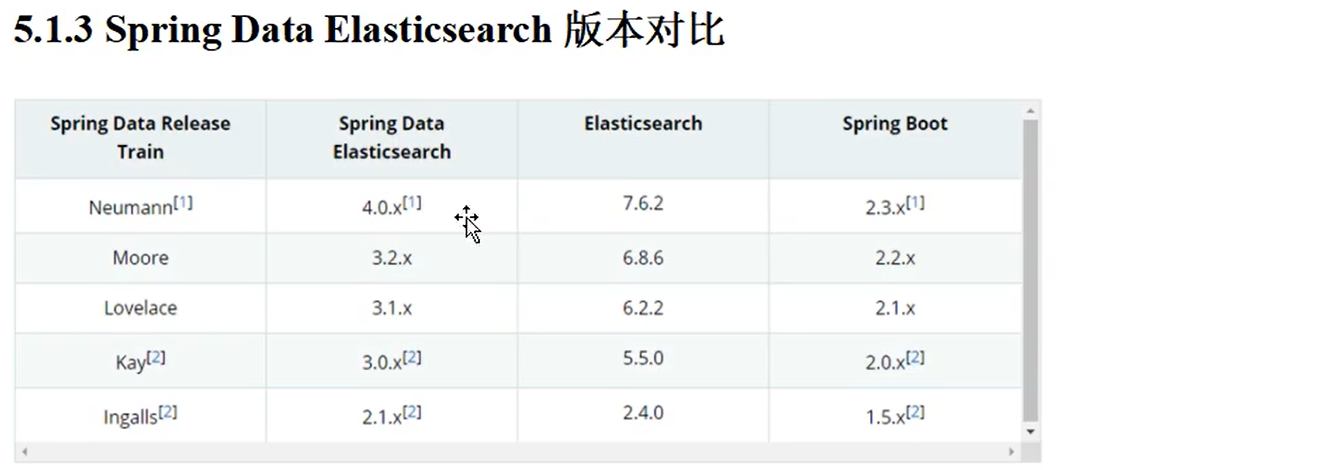 5.1.3 Spring Data Elasticsearch 版本对比
Spring Data Release Train Spring Data Elasticsearch Elasticsearch Spring Boot
Neumann[1] 4.0.x[1] 7.6.2 2.3.x[1]
Moore 3.2.x 6.8.6 2.2.x
Lovelace 3.1.x 6.2.2 2.1.x
Kay[2] 3.0.x[2] 5.5.0 2.0.x[2]
Ingalls[2] 2.1.x[2] 2.4.0 1.5.x[2]